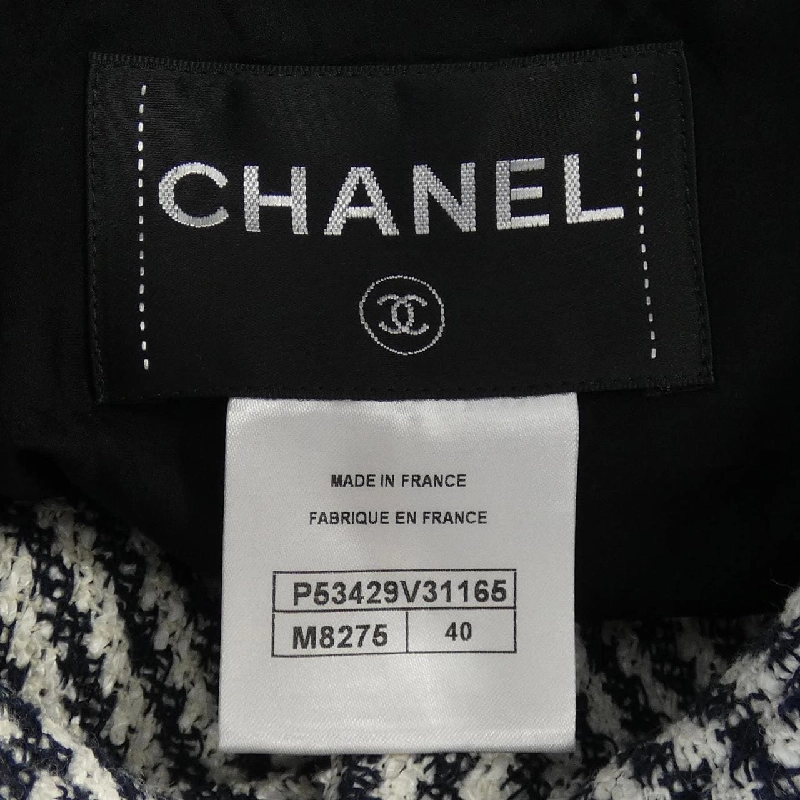 CHANEL
MADE IN FRANCE
FABRIQUE EN FRANCE
P53429V31165
M8275 40